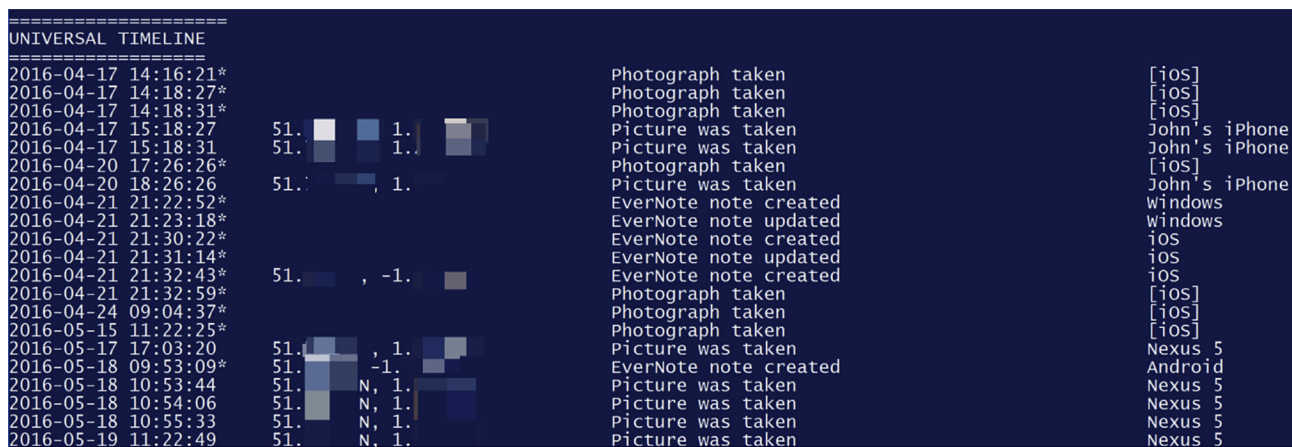 =====================
UNIVERSAL TIMELINE
===================
2016-04-17 14:16:21* Photograph taken [iOS]
2016-04-17 14:18:27* Photograph taken [iOS]
2016-04-17 14:18:31* Photograph taken [iOS]
2016-04-17 15:18:27 51. 1. Picture was taken John's iPhone
2016-04-17 15:18:31 51. 1. Picture was taken John's iPhone
2016-04-20 17:26:26* Photograph taken [iOS]
2016-04-20 18:26:26 51. , 1. Picture was taken John's iPhone
2016-04-21 21:22:52* EverNote note created Windows
2016-04-21 21:23:18* EverNote note updated Windows
2016-04-21 21:30:22* EverNote note created iOS
2016-04-21 21:31:14* EverNote note updated iOS
2016-04-21 21:32:43* 51. , -1. EverNote note created iOS
2016-04-21 21:32:59* Photograph taken [iOS]
2016-04-24 09:04:37* Photograph taken [iOS]
2016-05-15 11:22:25* Photograph taken [iOS]
2016-05-17 17:03:20 51. , 1. Picture was taken Nexus 5
2016-05-18 09:53:09* 51. -1. EverNote note created Android
2016-05-18 10:53:44 51. N, 1. Picture was taken Nexus 5
2016-05-18 10:54:06 51. N, 1. Picture was taken Nexus 5
2016-05-18 10:55:33 51. N, 1. Picture was taken Nexus 5
2016-05-19 11:22:49 51. N, 1. Picture was taken Nexus 5